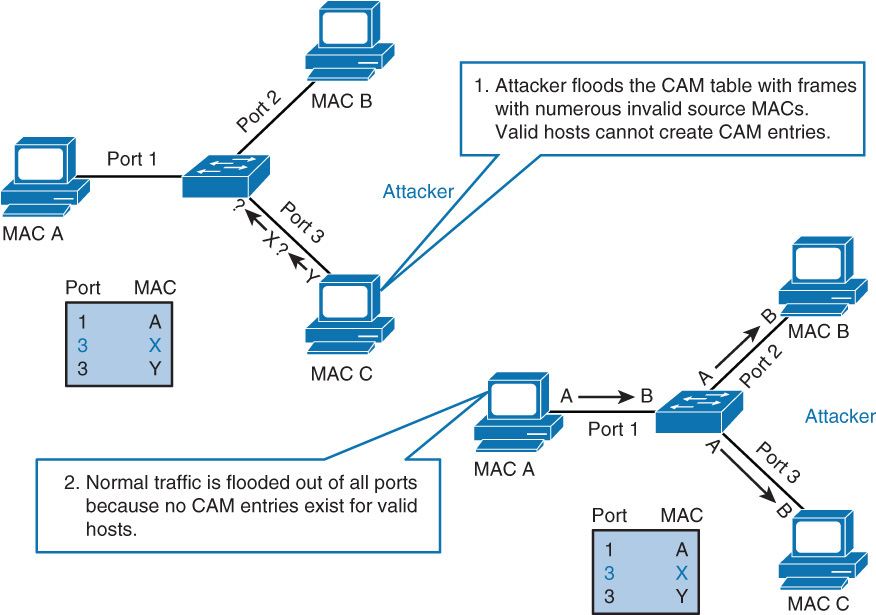 MAC B
Port 2
Port 1
MAC A
Attacker
Port 3
?
X ?
Y
MAC C
1. Attacker floods the CAM table with frames
with numerous invalid source MACs.
Valid hosts cannot create CAM entries.
Port MAC
1 A
3 X
3 Y
MAC B
B
A
Port 2
A B
Port 1
MAC A
Attacker
A
Port 3
B
MAC C
2. Normal traffic is flooded out of all ports
because no CAM entries exist for valid
hosts.
Port MAC
1 A
3 X
3 Y